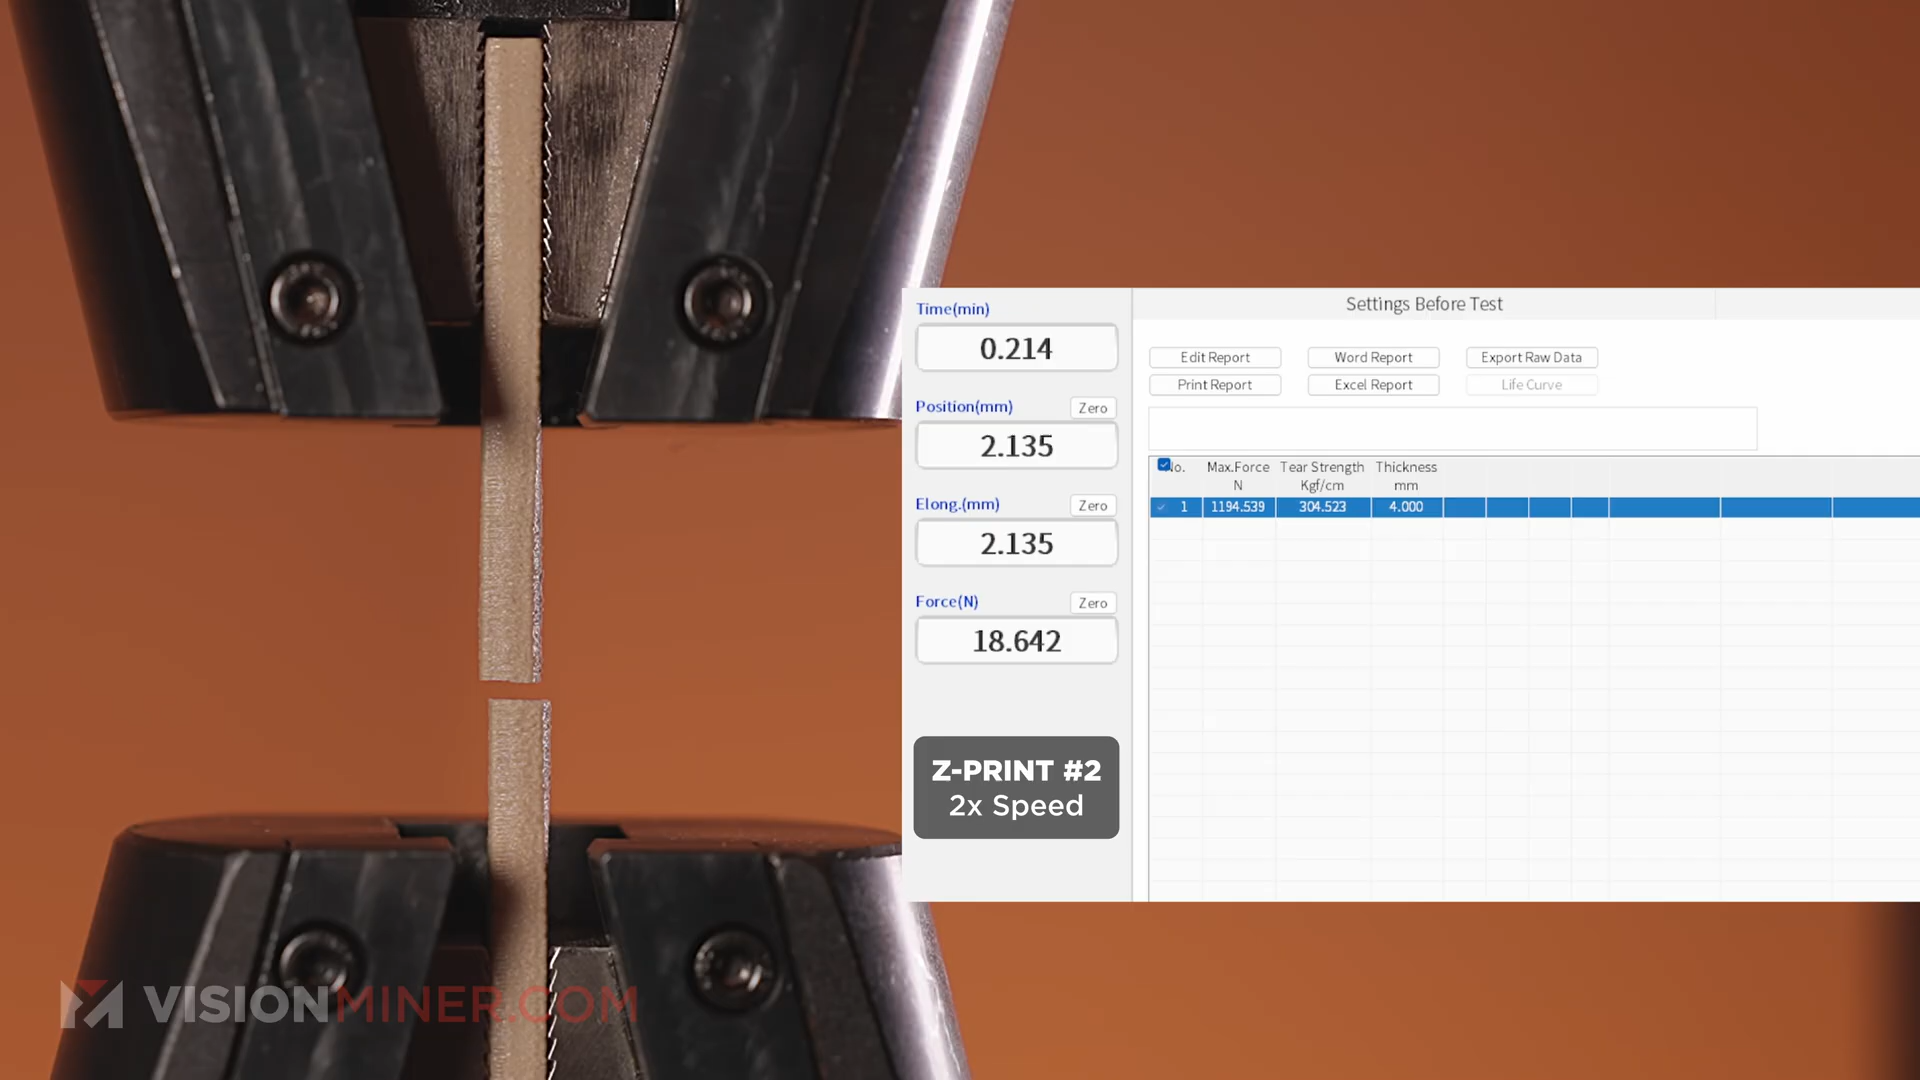 Time(min)
0.214
Position(mm) Zero
2.135
Elong.(mm) Zero
2.135
Force(N) Zero
18.642
Z-PRINT #2
2x Speed
Settings Before Test
Edit Report Word Report Export Raw Data
Print Report Excel Report Life Curve
No. Max.Force Tear Strength Thickness
N Kgf/cm mm
1 1194.539 304.523 4.000
VISIONMINER.COM